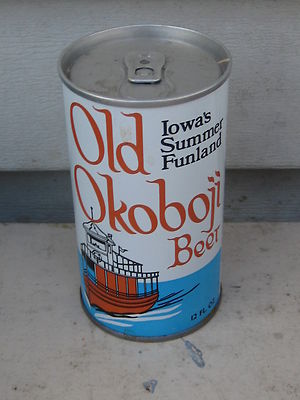 Old
Iowa's
Summer
Funland
Okoboji
Beer
12 FL. OZ.